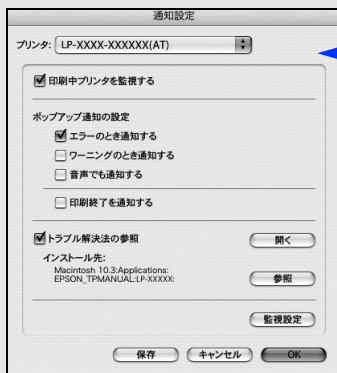 通知設定
プリンタ: LP-XXXX-XXXXXX(AT)
印刷中プリンタを監視する
ポップアップ通知の設定
エラーのとき通知する
ワーニングのとき通知する
音声でも通知する
印刷終了を通知する
トラブル解決法の参照 開く
インストール先:
Macintosh 10.3:Applications:
EPSON_TPMANUAL:LP-XXXXX: 参照
監視設定
保存 キャンセル OK